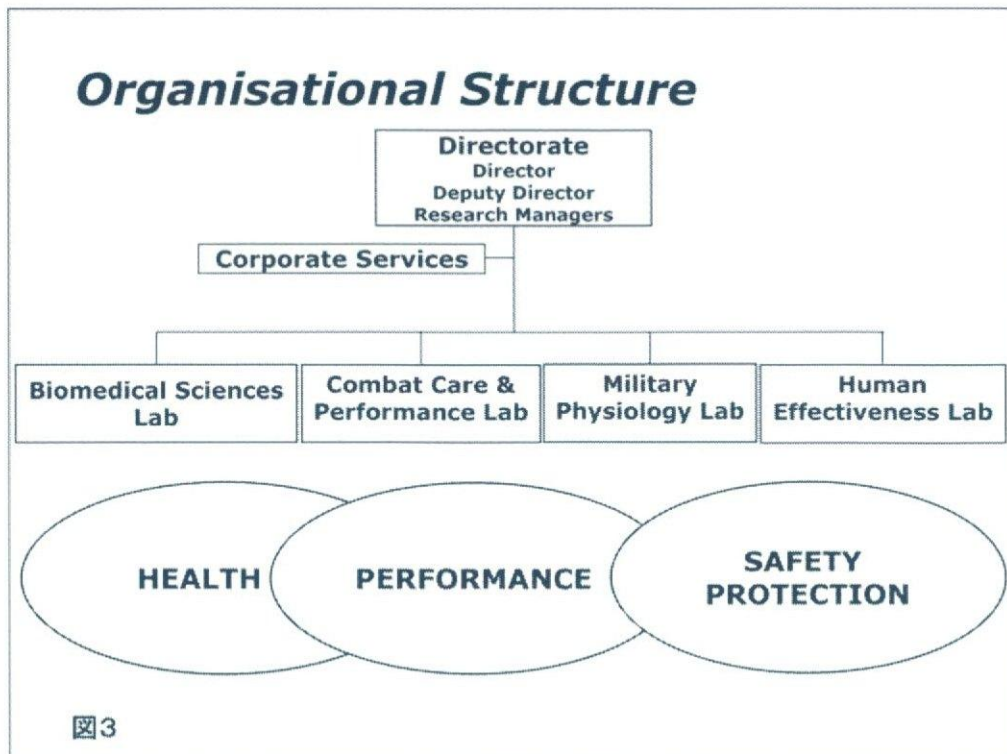 Organisational Structure
Directorate
Director
Deputy Director
Research Managers
Corporate Services
Biomedical Sciences
Lab
Combat Care &
Performance Lab
Military
Physiology Lab
Human
Effectiveness Lab
HEALTH
PERFORMANCE
SAFETY
PROTECTION
図3